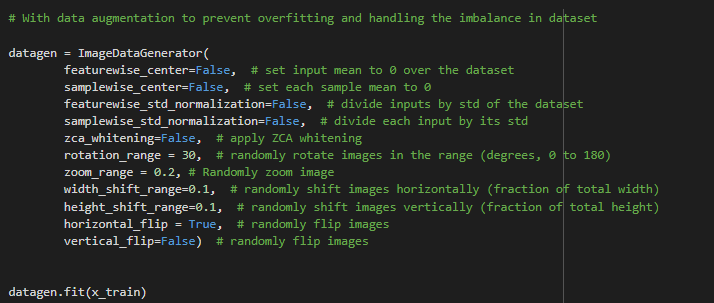 # With data augmentation to prevent overfitting and handling the imbalance in dataset
datagen = ImageDataGenerator(
featurewise_center=False,  # set input mean to 0 over the dataset
samplewise_center=False,  # set each sample mean to 0
featurewise_std_normalization=False,  # divide inputs by std of the dataset
samplewise_std_normalization=False,  # divide each input by its std
zca_whitening=False,  # apply ZCA whitening
rotation_range = 30,  # randomly rotate images in the range (degrees, 0 to 180)
zoom_range = 0.2, # Randomly zoom image
width_shift_range=0.1,  # randomly shift images horizontally (fraction of total width)
height_shift_range=0.1,  # randomly shift images vertically (fraction of total height)
horizontal_flip = True,  # randomly flip images
vertical_flip=False)  # randomly flip images
datagen.fit(x_train)